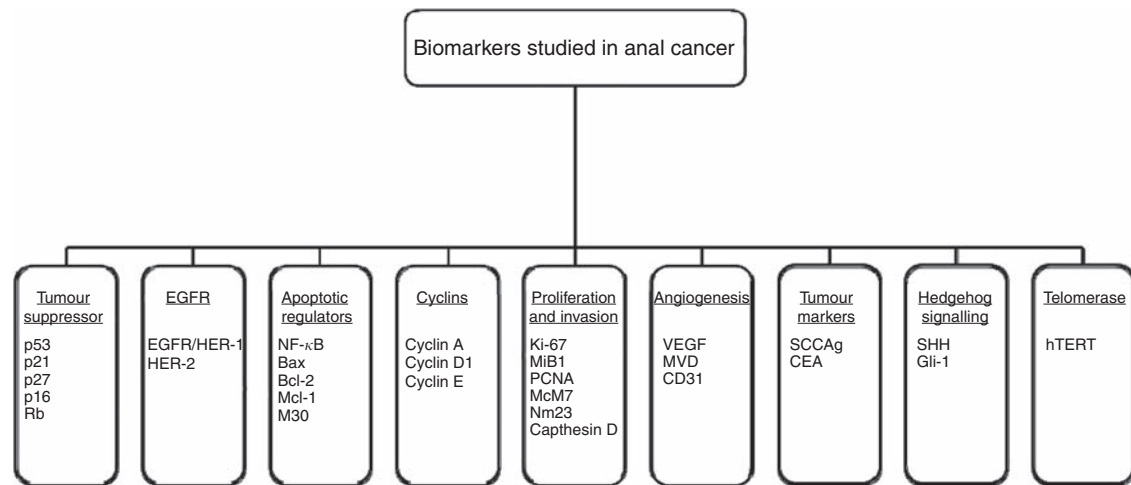 Biomarkers studied in anal cancer
Tumour
suppressor
p53
p21
p27
p16
Rb
EGFR
EGFR/HER-1
HER-2
Apoptotic
regulators
NF-κB
Bax
Bcl-2
Mcl-1
M30
Cyclins
Cyclin A
Cyclin D1
Cyclin E
Proliferation
and invasion
Ki-67
MiB1
PCNA
McM7
Nm23
Capthesin D
Angiogenesis
VEGF
MVD
CD31
Tumour
markers
SCCAg
CEA
Hedgehog
signalling
SHH
Gli-1
Telomerase
hTERT